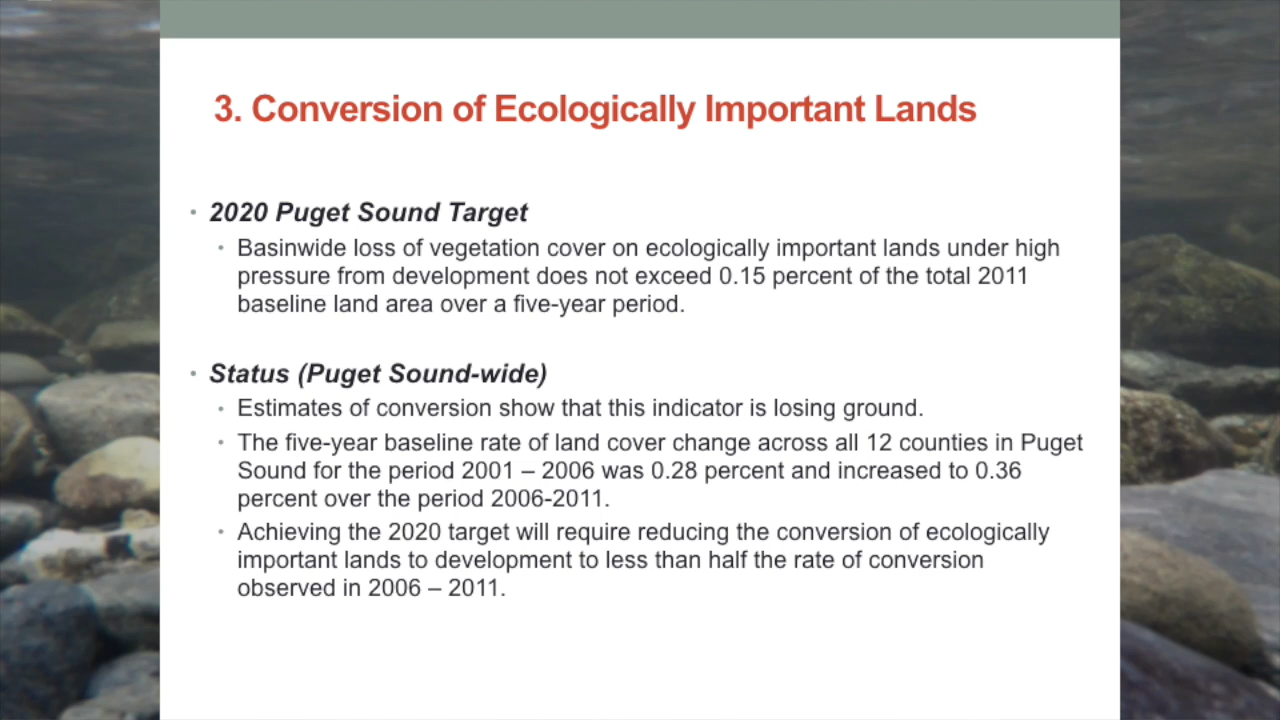 3. Conversion of Ecologically Important Lands
• 2020 Puget Sound Target
• Basinwide loss of vegetation cover on ecologically important lands under high
pressure from development does not exceed 0.15 percent of the total 2011
baseline land area over a five-year period.
• Status (Puget Sound-wide)
• Estimates of conversion show that this indicator is losing ground.
• The five-year baseline rate of land cover change across all 12 counties in Puget
Sound for the period 2001 – 2006 was 0.28 percent and increased to 0.36
percent over the period 2006-2011.
• Achieving the 2020 target will require reducing the conversion of ecologically
important lands to development to less than half the rate of conversion
observed in 2006 – 2011.